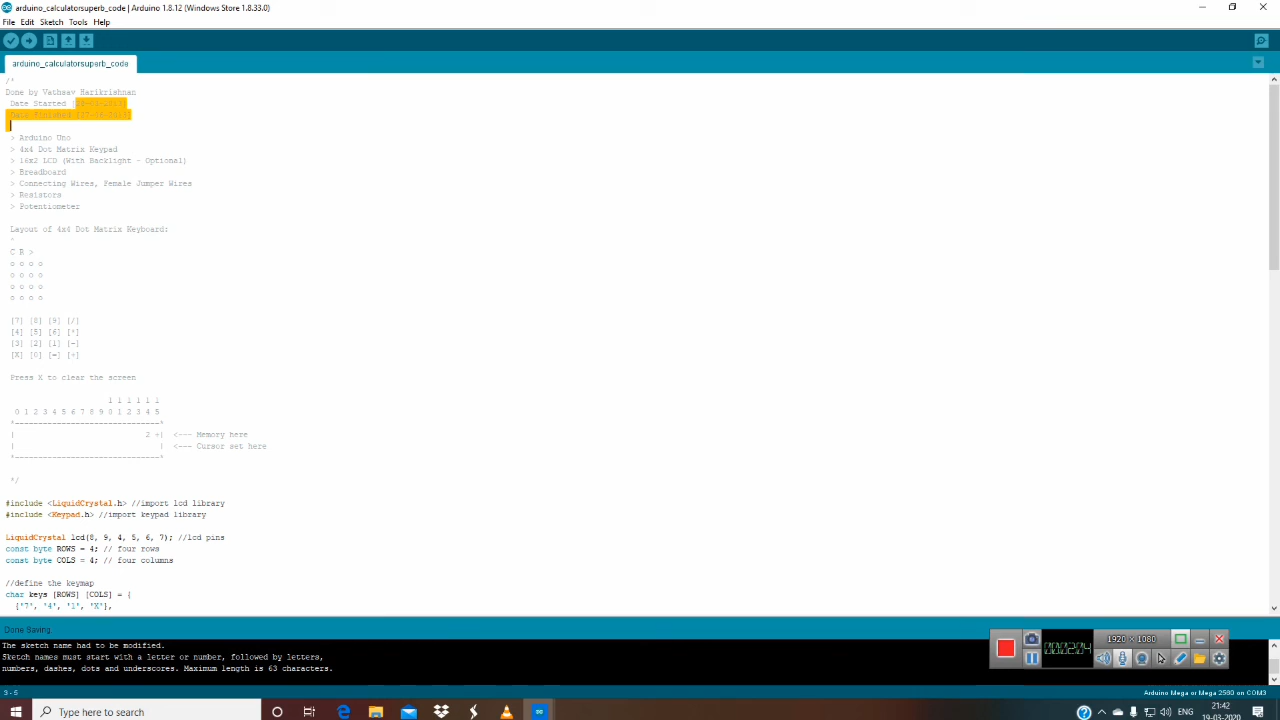 arduino_calculatorsuperb_code | Arduino 1.8.12 (Windows Store 1.8.33.0)
File Edit Sketch Tools Help
arduino_calculatorsuperb_code
/*
Done by Vathsav Harikrishnan
Date Started
> Arduino Uno
> 4x4 Dot Matrix Keypad
> 16x2 LCD (With Backlight - Optional)
> Breadboard
> Connecting Wires, Female Jumper Wires
> Resistors
> Potentiometer
Layout of 4x4 Dot Matrix Keyboard:
^
C R >
o o o o
o o o o
o o o o
o o o o
[7] [8] [9] [/]
[4] [5] [6] [*]
[3] [2] [1] [-]
[X] [0] [=] [+]
Press X to clear the screen
1 1 1 1 1 1
0 1 2 3 4 5 6 7 8 9 0 1 2 3 4 5
*-------------------------------*
| 2 +| <--- Memory here
| | <--- Cursor set here
*-------------------------------*
*/
#include <LiquidCrystal.h> //import lcd library
#include <Keypad.h> //import keypad library
LiquidCrystal lcd(8, 9, 4, 5, 6, 7); //lcd pins
const byte ROWS = 4; // four rows
const byte COLS = 4; // four columns
//define the keymap
char keys [ROWS] [COLS] = {
{'7', '4', '1', 'X'},
Done Saving.
The sketch name had to be modified.
Sketch names must start with a letter or number, followed by letters,
numbers, dashes, dots and underscores. Maximum length is 63 characters.
1920 × 1080
3 - 5
Arduino Mega or Mega 2560 on COM3
Type here to search
21:42
19-03-2020